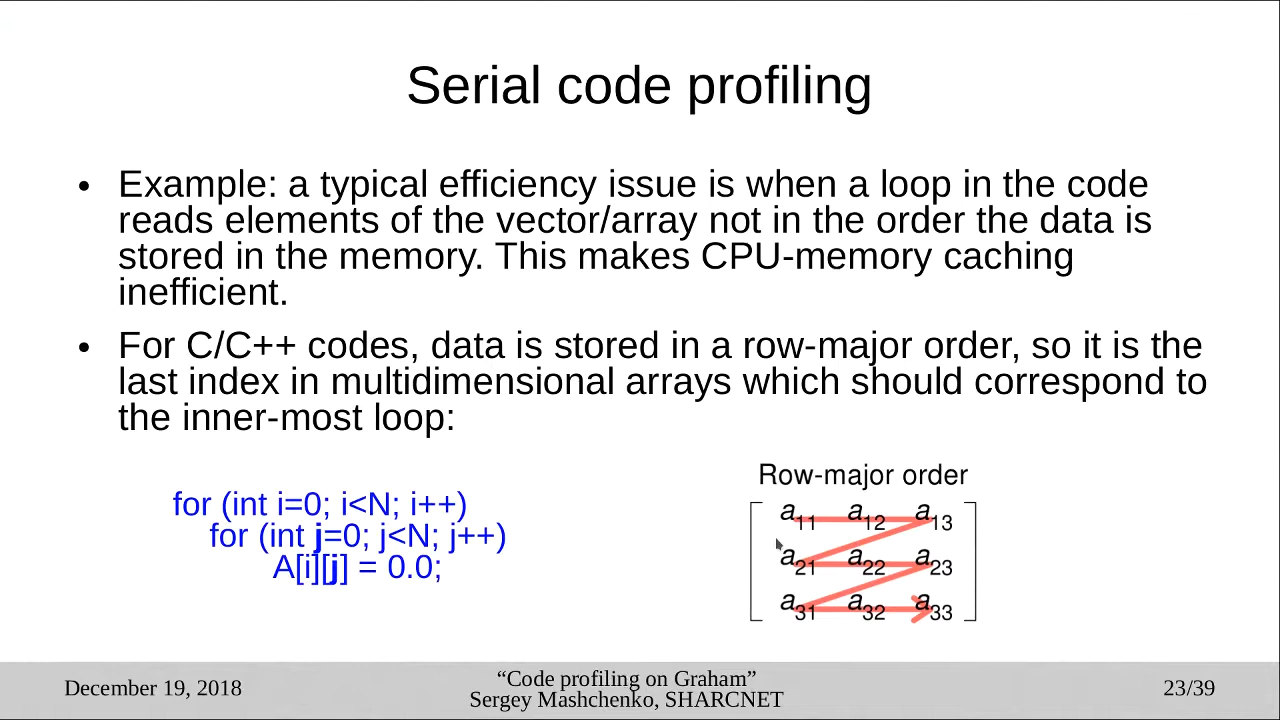 Serial code profiling
• Example: a typical efficiency issue is when a loop in the code
reads elements of the vector/array not in the order the data is
stored in the memory. This makes CPU-memory caching
inefficient.
• For C/C++ codes, data is stored in a row-major order, so it is the
last index in multidimensional arrays which should correspond to
the inner-most loop:
for (int i=0; i<N; i++)
for (int j=0; j<N; j++)
A[i][j] = 0.0;
Row-major order
a11 a12 a13
a21 a22 a23
a31 a32 a33
December 19, 2018
“Code profiling on Graham”
Sergey Mashchenko, SHARCNET
23/39